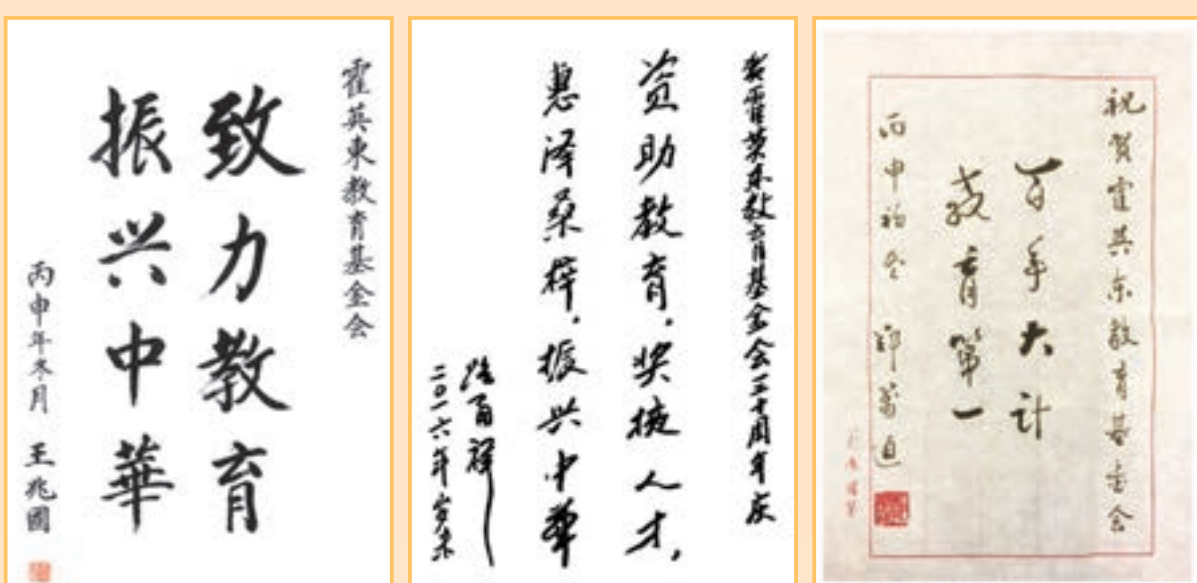 霍英東教育基金会
致力教育
振兴中華
丙申年冬月 王兆國
贺霍英东教育基金会三十周年庆
资助教育,奖掖人才,
惠泽桑梓,振兴中华
路甬祥
二〇一六年岁末
祝贺霍英东教育基金会
百年大计
教育第一
丙申初冬